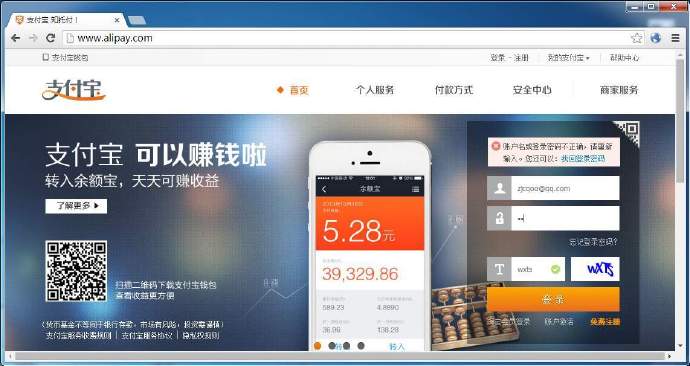 支付宝 知托付！
www.alipay.com
支付宝钱包
登录 - 注册
我的支付宝
帮助中心
支付宝
首页
个人服务
付款方式
安全中心
商家服务
支付宝 可以赚钱啦
转入余额宝，天天可赚收益
了解更多
扫描二维码下载支付宝钱包
查看收益更方便
(货币基金不等同于银行存款，市场有风险，投资需谨慎)
支付宝服务收费规则 | 支付宝服务协议 | 隐私权规则
余额宝
5.28元
39,329.86
589.23
4.8990
36.96
138.28
转入
账户名或登录密码不正确，请重新
输入。您还可以：找回登录密码
zjcqoe@qq.com
忘记登录密码?
wxts
WXTS
登 录
账户激活
免费注册